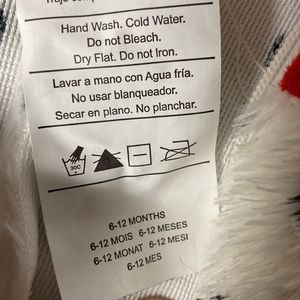 Hand Wash. Cold Water.
Do not Bleach.
Dry Flat. Do not Iron.
Lavar a mano con Agua fría.
No usar blanqueador.
Secar en plano. No planchar.
30C
6-12 MONTHS
6-12 MOIS 6-12 MESES
6-12 MONAT 6-12 MESI
6-12 MES